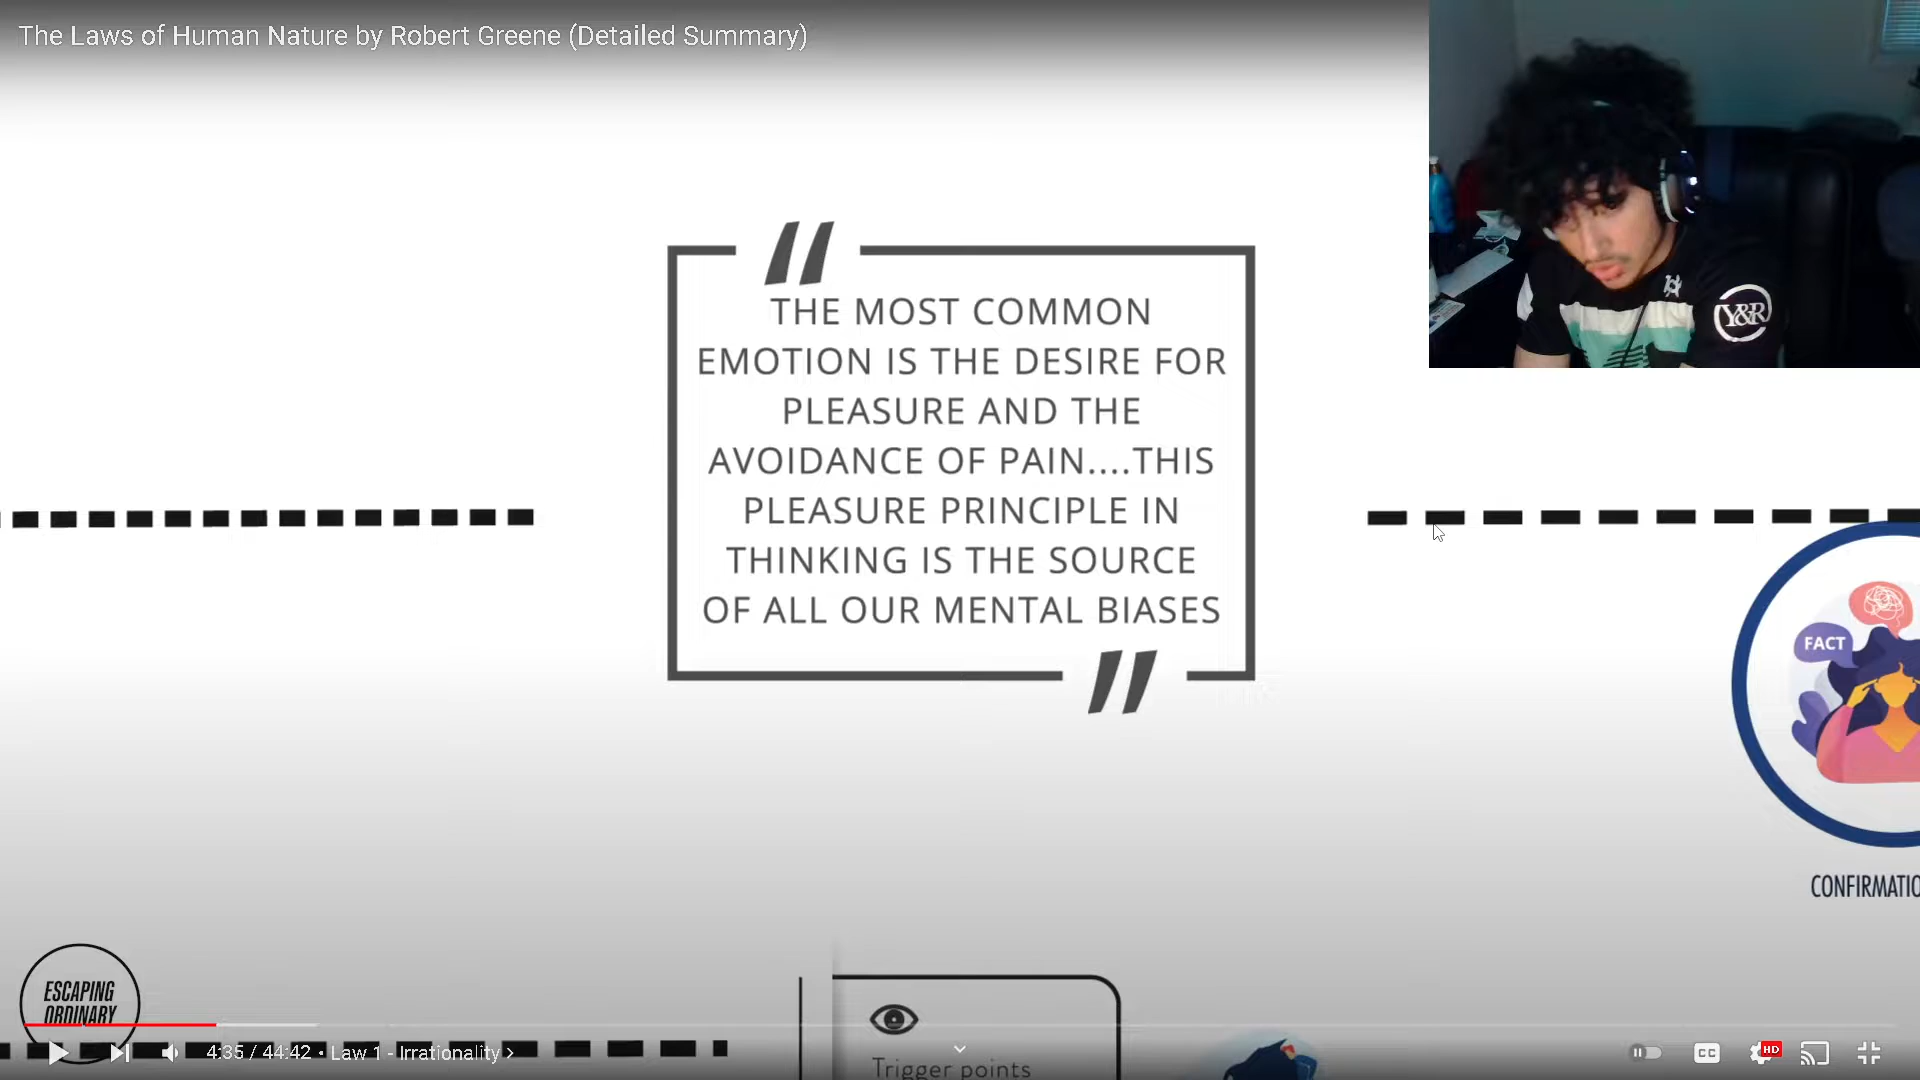 The Laws of Human Nature by Robert Greene (Detailed Summary)
Y&R
"
THE MOST COMMON
EMOTION IS THE DESIRE FOR
PLEASURE AND THE
AVOIDANCE OF PAIN....THIS
PLEASURE PRINCIPLE IN
THINKING IS THE SOURCE
OF ALL OUR MENTAL BIASES
"
FACT
CONFIRMATIO
ESCAPING
ORDINARY
4:35 / 44:42 • Law 1 - Irrationality >
Trigger points
CC
HD